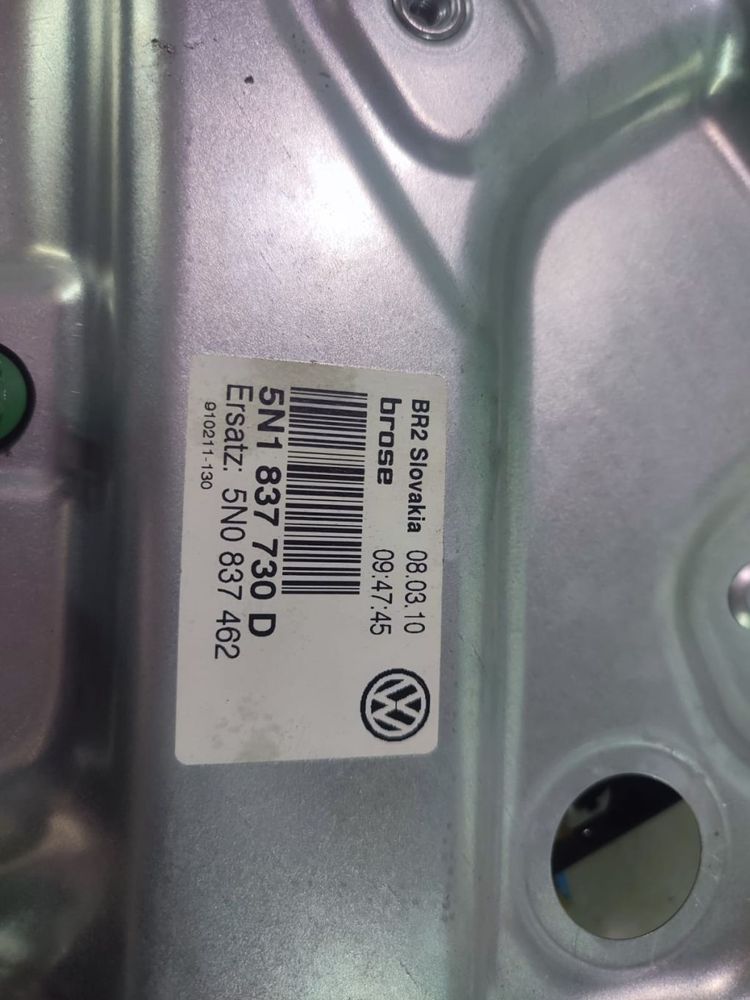 BR2 Slovakia 08.03.10
brose 09:47:45
5N1 837 730 D
Ersatz: 5N0 837 462
910211-130